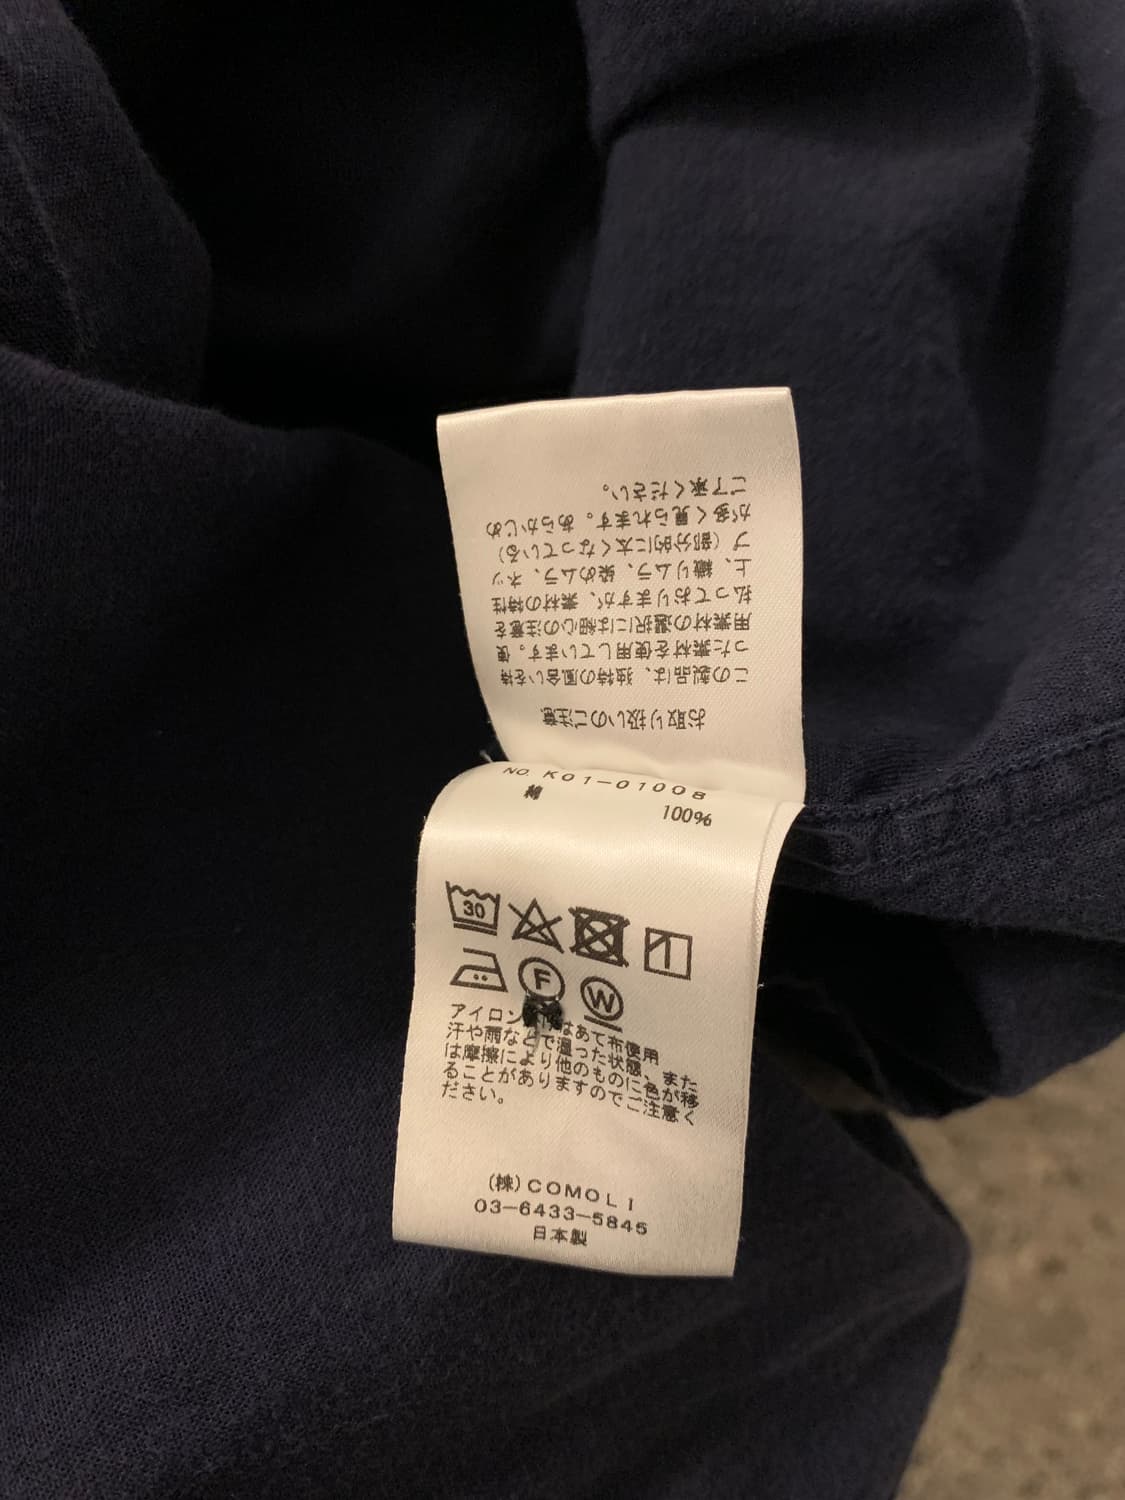 お取り扱いのご注意
この製品は、独特の風合いを持
った素材を使用しています。使
用素材の選択には細心の注意を
払っておりますが、素材の特性
上、織りムラ、染めムラ、ネッ
プ（部分的に太くなっている）
が多く見られます。あらかじめ
ご了承ください。
NO. K01-01008
綿 100%
30
F W
アイロン はあて布使用
汗や雨などで湿った状態、また
は摩擦により他のものに色が移
ることがありますのでご注意く
ださい。
(株)COMOLI
03-6433-5845
日本製